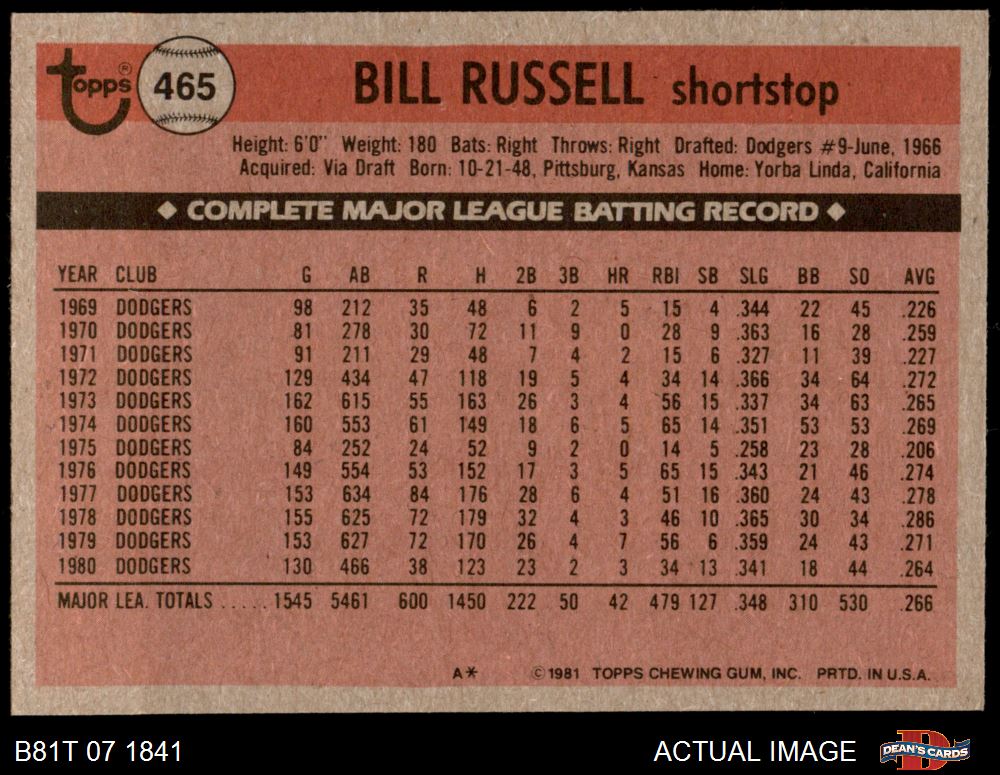 Topps ® 465 BILL RUSSELL shortstop
Height: 6'0" Weight: 180 Bats: Right Throws: Right Drafted: Dodgers #9-June, 1966
Acquired: Via Draft Born: 10-21-48, Pittsburg, Kansas Home: Yorba Linda, California
◆ COMPLETE MAJOR LEAGUE BATTING RECORD ◆
YEAR CLUB G AB R H 2B 3B HR RBI SB SLG BB SO AVG
1969 DODGERS 98 212 35 48 6 2 5 15 4 .344 22 45 .226
1970 DODGERS 81 278 30 72 11 9 0 28 9 .363 16 28 .259
1971 DODGERS 91 211 29 48 7 4 2 15 6 .327 11 39 .227
1972 DODGERS 129 434 47 118 19 5 4 34 14 .366 34 64 .272
1973 DODGERS 162 615 55 163 26 3 4 56 15 .337 34 63 .265
1974 DODGERS 160 553 61 149 18 6 5 65 14 .351 53 53 .269
1975 DODGERS 84 252 24 52 9 2 0 14 5 .258 23 28 .206
1976 DODGERS 149 554 53 152 17 3 5 65 15 .343 21 46 .274
1977 DODGERS 153 634 84 176 28 6 4 51 16 .360 24 43 .278
1978 DODGERS 155 625 72 179 32 4 3 46 10 .365 30 34 .286
1979 DODGERS 153 627 72 170 26 4 7 56 6 .359 24 43 .271
1980 DODGERS 130 466 38 123 23 2 3 34 13 .341 18 44 .264
MAJOR LEA. TOTALS ..... 1545 5461 600 1450 222 50 42 479 127 .348 310 530 .266
A* © 1981 TOPPS CHEWING GUM, INC. PRTD. IN U.S.A.
B81T 07 1841 ACTUAL IMAGE DEAN'S CARDS